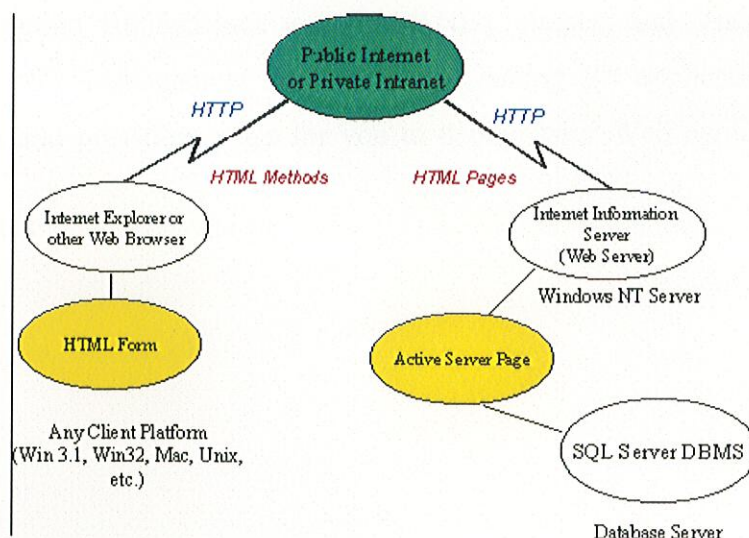 Public Internet
or Private Intranet
HTTP
HTTP
HTML Methods
HTML Pages
Internet Explorer or
other Web Browser
Internet Information
Server
(Web Server)
Windows NT Server
HTML Form
Active Server Page
Any Client Platform
(Win 3.1, Win32, Mac, Unix,
etc.)
SQL Server DBMS
Database Server